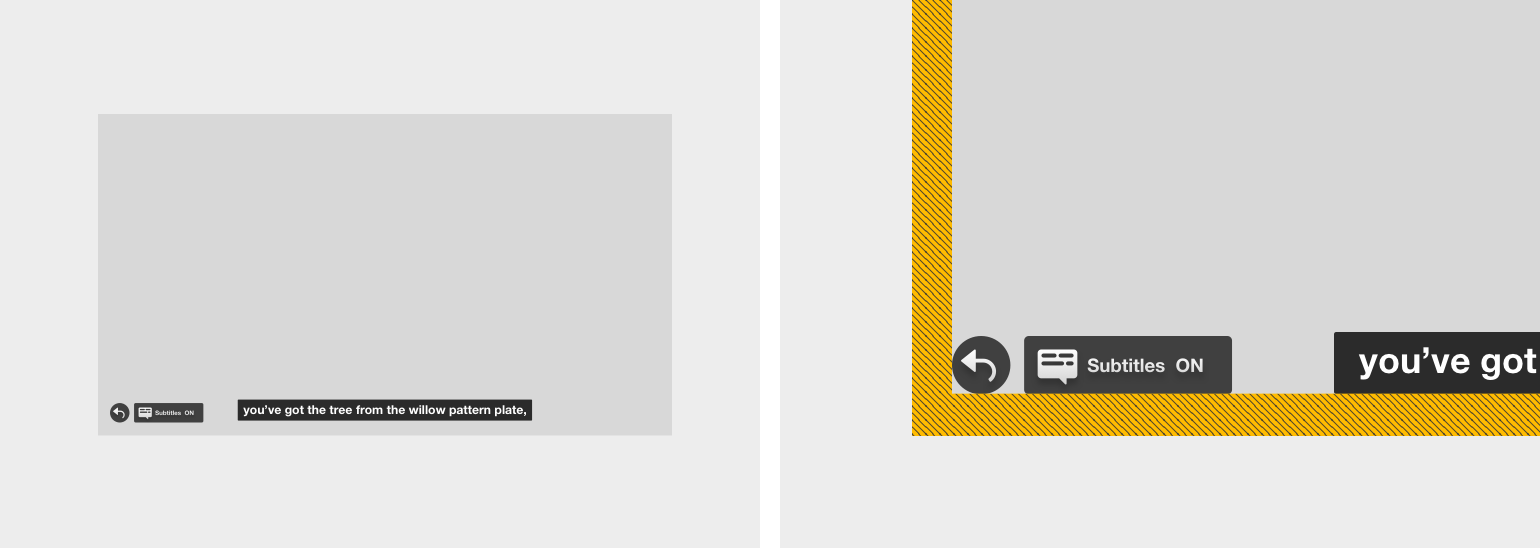 Subtitles ON
you’ve got the tree from the willow pattern plate,
Subtitles ON
you’ve got